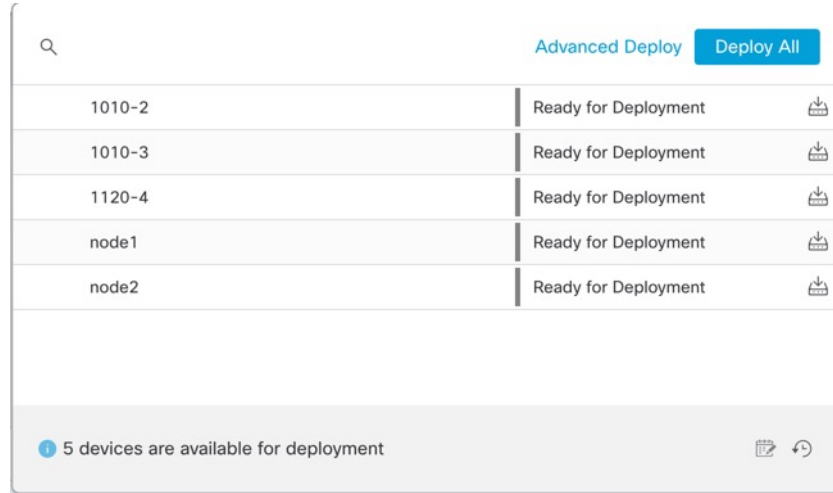 Advanced Deploy Deploy All
1010-2 Ready for Deployment
1010-3 Ready for Deployment
1120-4 Ready for Deployment
node1 Ready for Deployment
node2 Ready for Deployment
5 devices are available for deployment